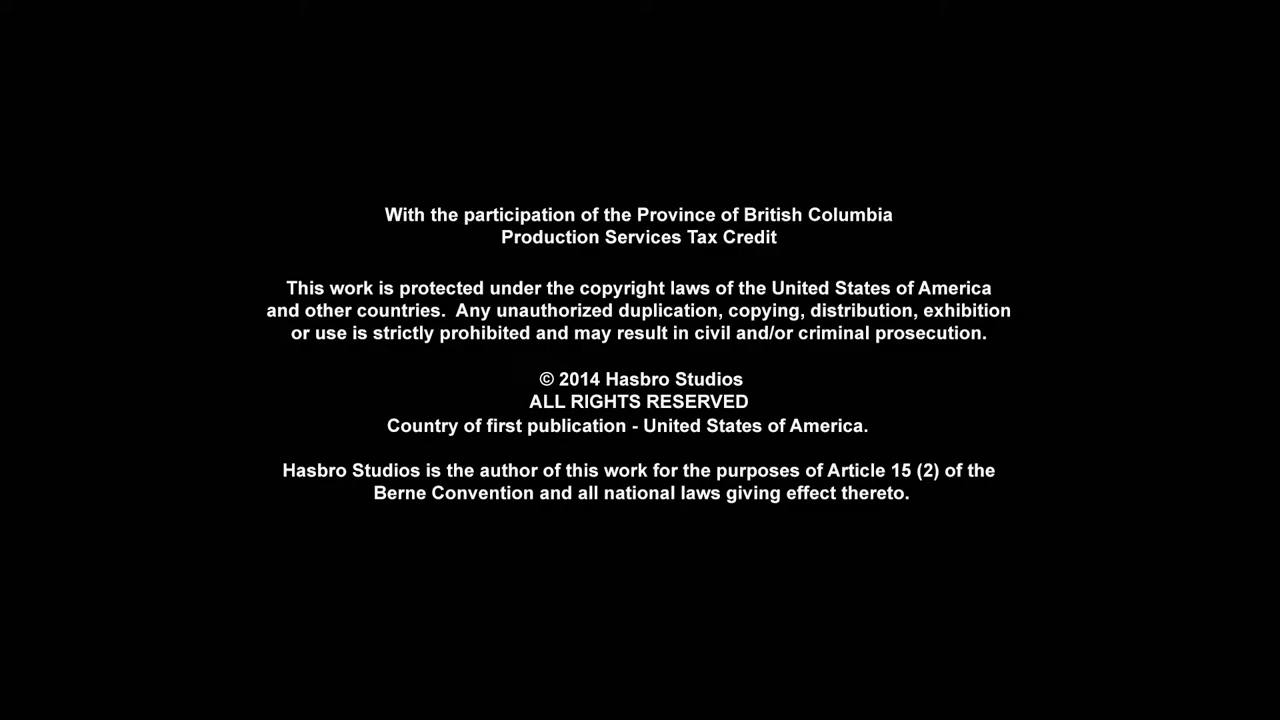 With the participation of the Province of British Columbia
Production Services Tax Credit
This work is protected under the copyright laws of the United States of America
and other countries.  Any unauthorized duplication, copying, distribution, exhibition
or use is strictly prohibited and may result in civil and/or criminal prosecution.
© 2014 Hasbro Studios
ALL RIGHTS RESERVED
Country of first publication - United States of America.
Hasbro Studios is the author of this work for the purposes of Article 15 (2) of the
Berne Convention and all national laws giving effect thereto.